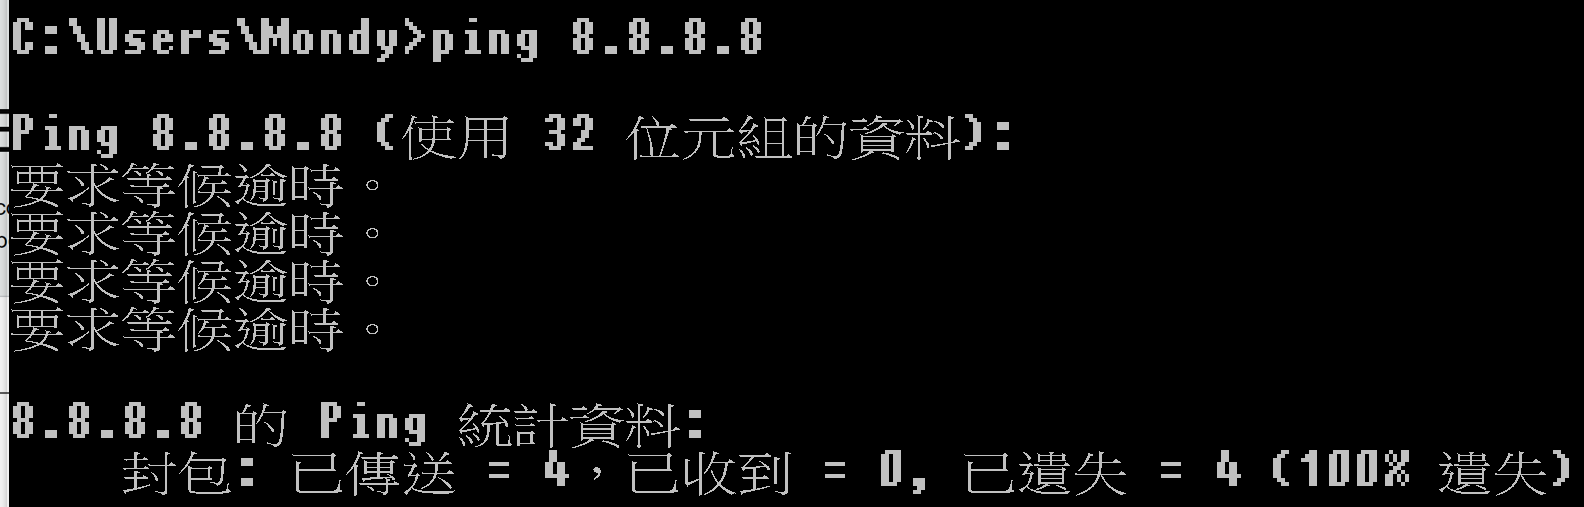 C:\Users\Mondy>ping 8.8.8.8
Ping 8.8.8.8 (使用 32 位元組的資料):
要求等候逾時。
要求等候逾時。
要求等候逾時。
要求等候逾時。
8.8.8.8 的 Ping 統計資料:
封包: 已傳送 = 4，已收到 = 0, 已遺失 = 4 (100% 遺失)